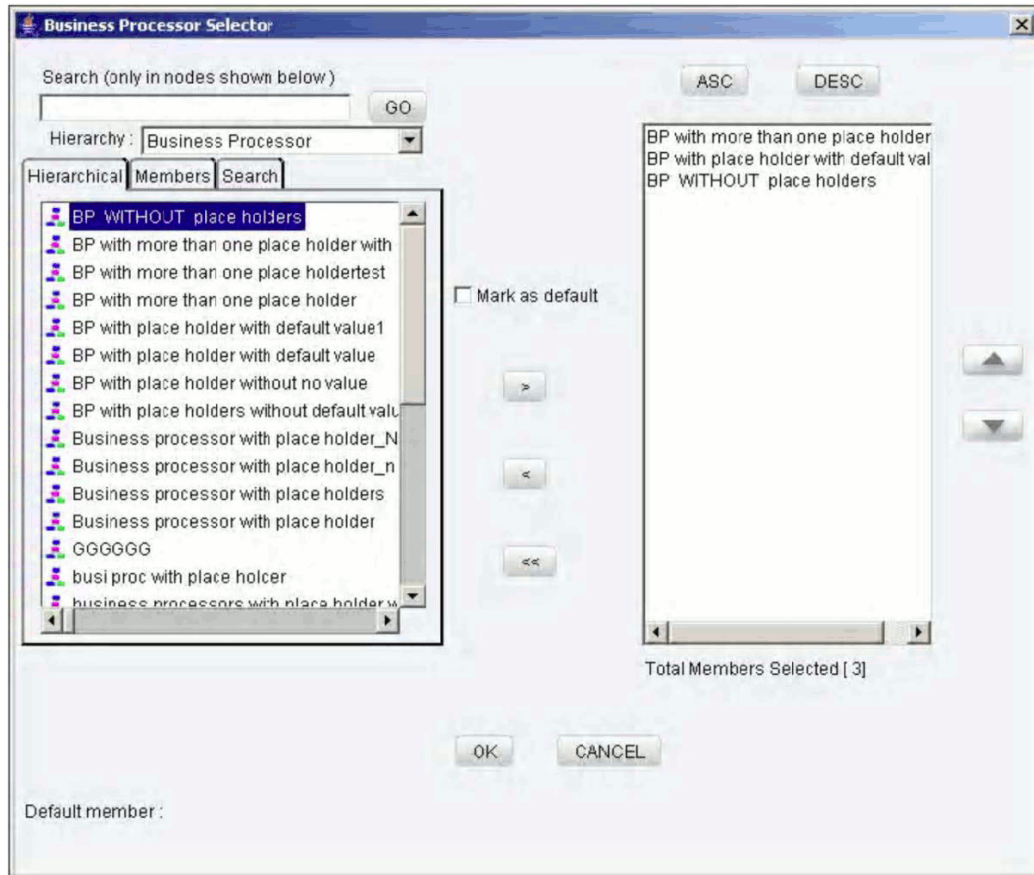 Business Processor Selector
Search (only in nodes shown below )
GO
Hierarchy : Business Processor
Hierarchical Members Search
BP WITHOUT place holders
BP with more than one place holder with
BP with more than one place holdertest
BP with more than one place holder
BP with place holder with default value1
BP with place holder with default value
BP with place holder without no value
BP with place holders without default valu
Business processor with place holder_N
Business processor with place holder_n
Business processor with place holders
Business processor with place holder
GGGGGG
busi proc with place holder
business processors with place holder w
Mark as default
>
<
<<
ASC DESC
BP with more than one place holder
BP with place holder with default val
BP WITHOUT place holders
Total Members Selected [ 3]
OK CANCEL
Default member :